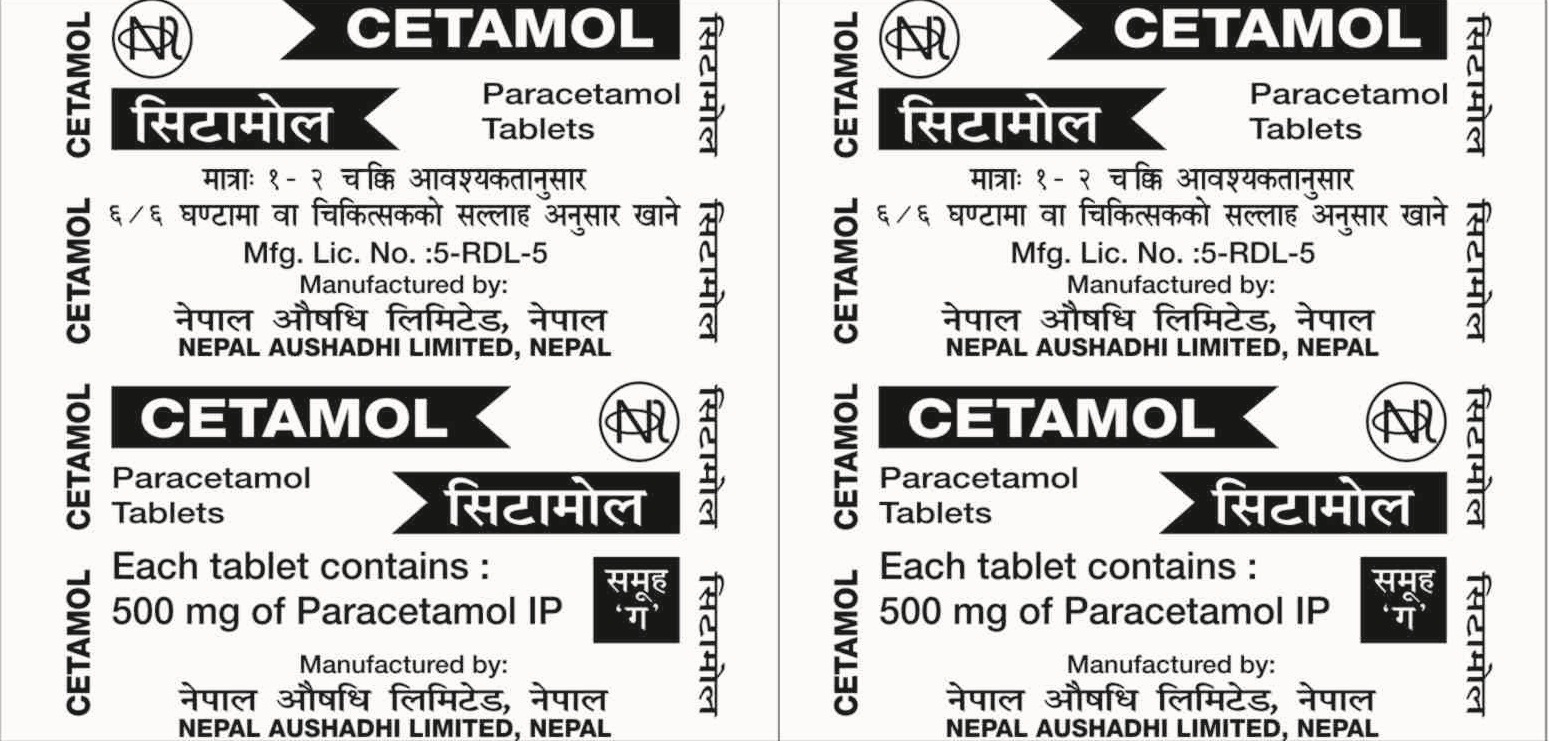 CETAMOL
सिटामोल
Paracetamol
Tablets
मात्राः १- २ चक्कि आवश्यकतानुसार
६/६ घण्टामा वा चिकित्सकको सल्लाह अनुसार खाने
Mfg. Lic. No. :5-RDL-5
Manufactured by:
नेपाल औषधि लिमिटेड, नेपाल
NEPAL AUSHADHI LIMITED, NEPAL
CETAMOL
Paracetamol
Tablets
सिटामोल
Each tablet contains :
500 mg of Paracetamol IP
समूह
'ग'
Manufactured by:
नेपाल औषधि लिमिटेड, नेपाल
NEPAL AUSHADHI LIMITED, NEPAL
CETAMOL
CETAMOL
CETAMOL
CETAMOL
सिटामोल
सिटामोल
सिटामोल
सिटामोल
CETAMOL
सिटामोल
Paracetamol
Tablets
मात्राः १- २ चक्कि आवश्यकतानुसार
६/६ घण्टामा वा चिकित्सकको सल्लाह अनुसार खाने
Mfg. Lic. No. :5-RDL-5
Manufactured by:
नेपाल औषधि लिमिटेड, नेपाल
NEPAL AUSHADHI LIMITED, NEPAL
CETAMOL
Paracetamol
Tablets
सिटामोल
Each tablet contains :
500 mg of Paracetamol IP
समूह
'ग'
Manufactured by:
नेपाल औषधि लिमिटेड, नेपाल
NEPAL AUSHADHI LIMITED, NEPAL
CETAMOL
CETAMOL
CETAMOL
CETAMOL
सिटामोल
सिटामोल
सिटामोल
सिटामोल